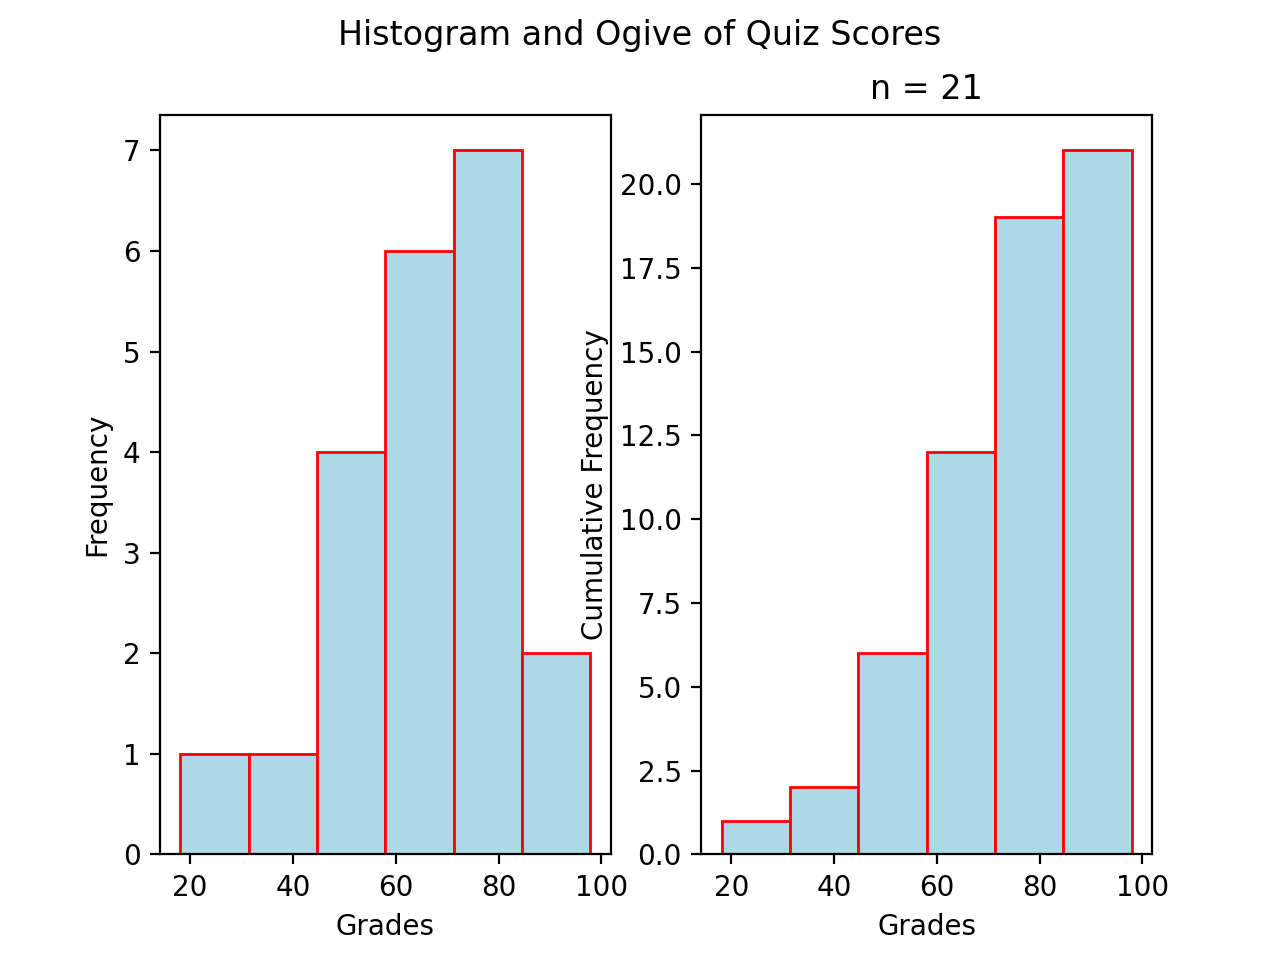 Histogram and Ogive of Quiz Scores
7
6
5
4
3
2
1
0
Frequency
20 40 60 80 100
Grades
n = 21
20.0
17.5
15.0
12.5
10.0
7.5
5.0
2.5
0.0
Cumulative Frequency
20 40 60 80 100
Grades